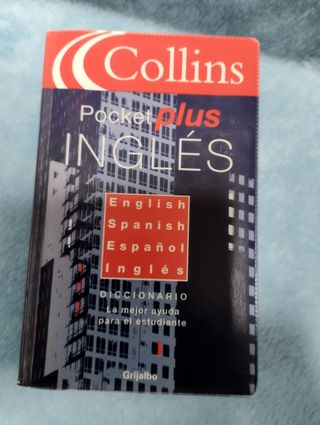 Collins
Pocket plus
INGLÉS
English
Spanish
Español
Inglés
DICCIONARIO
La mejor ayuda
para el estudiante
Grijalbo